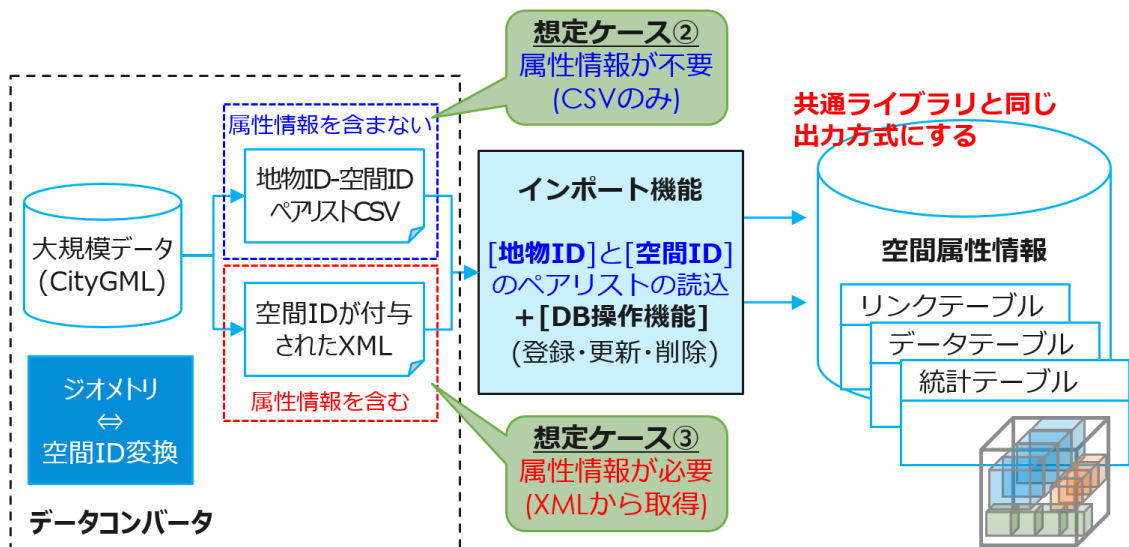 想定ケース②
属性情報が不要
(CSVのみ)
属性情報を含まない
地物ID-空間ID
ペアリストCSV
大規模データ
(CityGML)
空間IDが付与
されたXML
属性情報を含む
ジオメトリ
⇔
空間ID変換
データコンバータ
想定ケース③
属性情報が必要
(XMLから取得)
インポート機能
[地物ID]と[空間ID]
のペアリストの読込
+[DB操作機能]
(登録・更新・削除)
共通ライブラリと同じ
出力方式にする
空間属性情報
リンクテーブル
データテーブル
統計テーブル